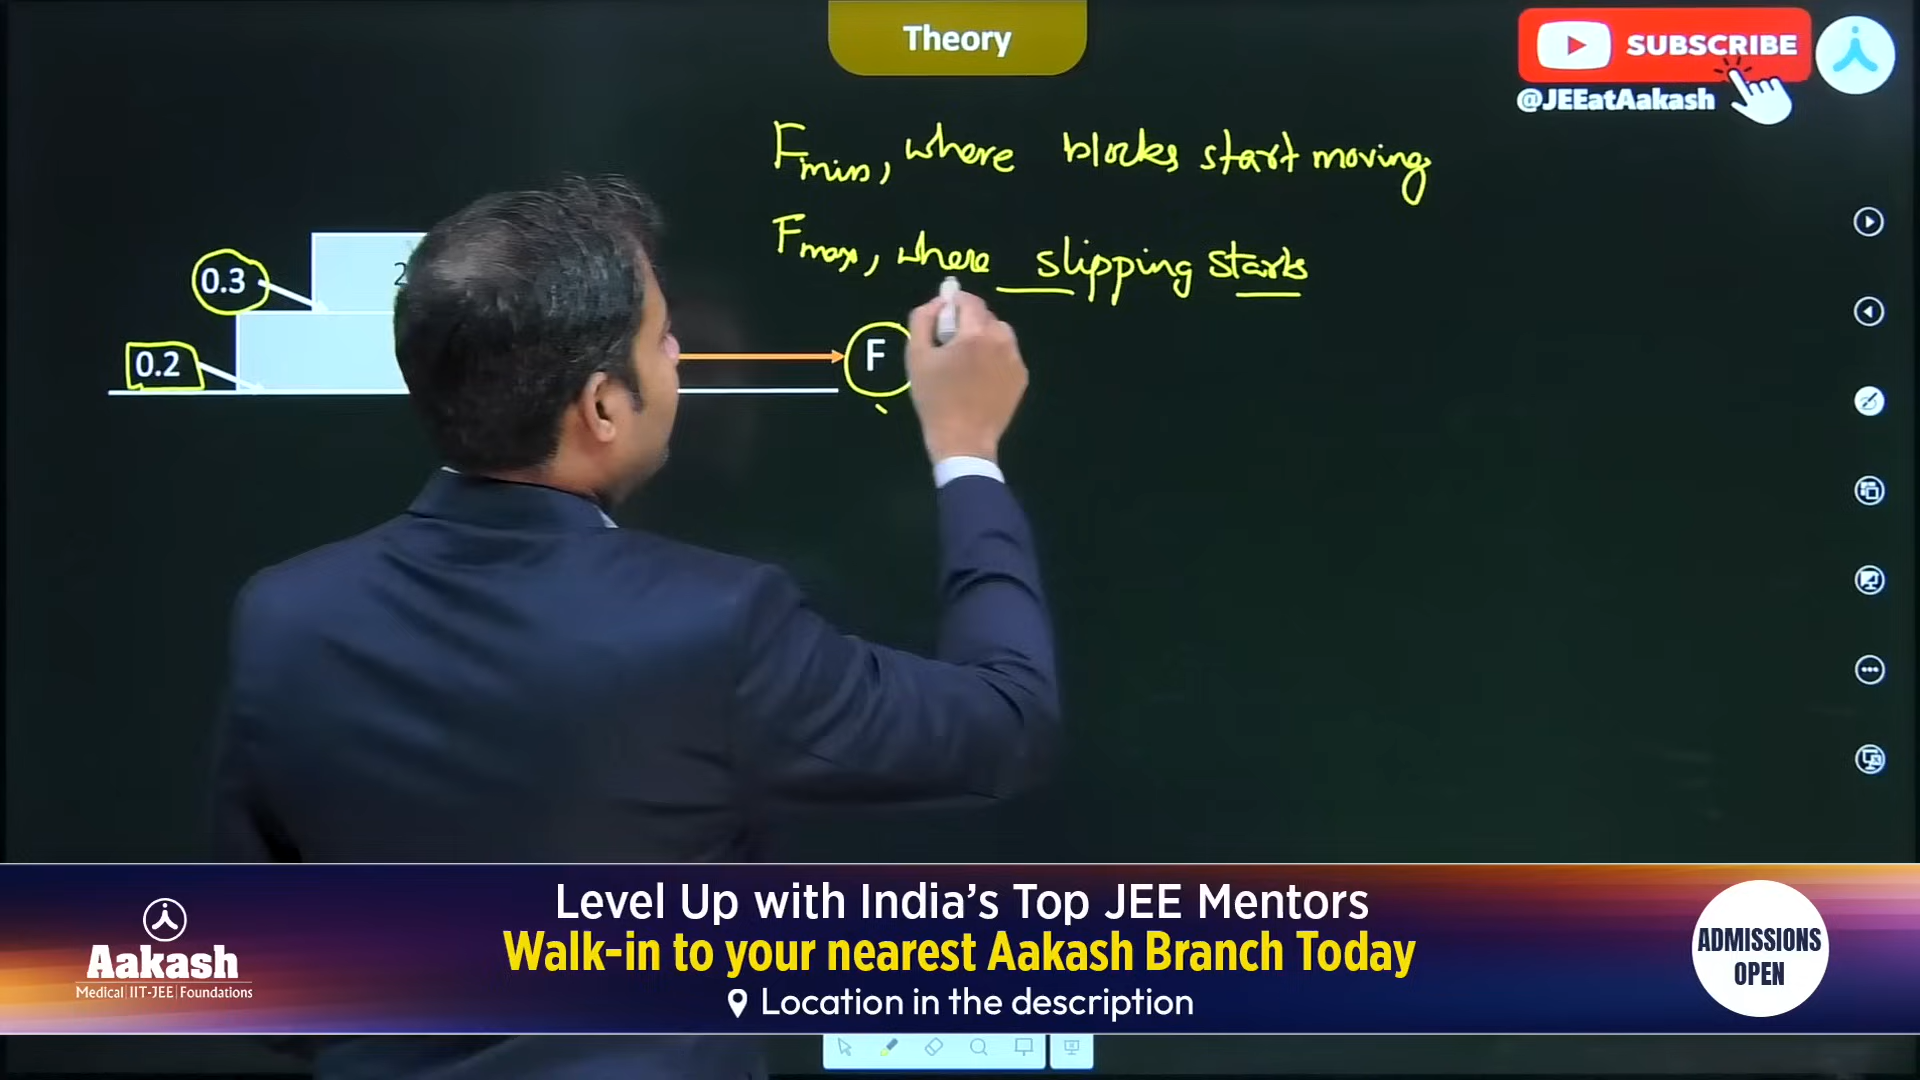 Theory
SUBSCRIBE
@JEEatAakash
Fmin, where blocks start moving
Fmax, where slipping starts
0.3
2
0.2
F
Level Up with India's Top JEE Mentors
Walk-in to your nearest Aakash Branch Today
Location in the description
Aakash
Medical | IIT-JEE | Foundations
ADMISSIONS
OPEN